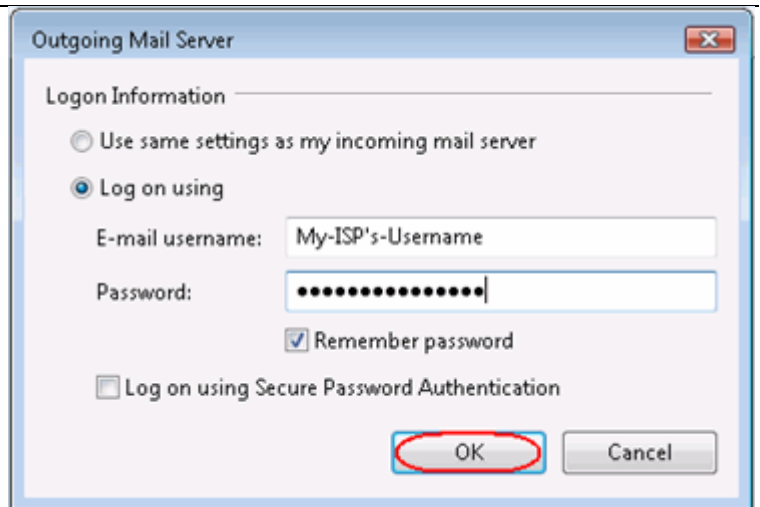 Outgoing Mail Server
Logon Information
Use same settings as my incoming mail server
Log on using
E-mail username: My-ISP's-Username
Password: ●●●●●●●●●●●●●●●
Remember password
Log on using Secure Password Authentication
OK Cancel